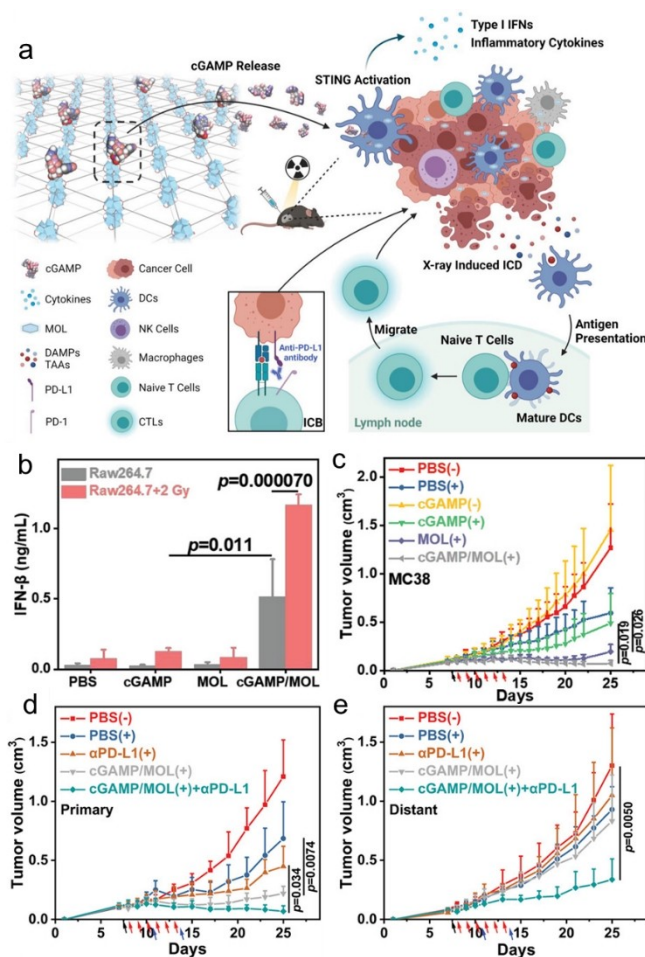 a
cGAMP Release
Type I IFNs
Inflammatory Cytokines
STING Activation
X-ray Induced ICD
cGAMP
Cancer Cell
Cytokines
DCs
MOL
NK Cells
DAMPs
TAAs
Macrophages
PD-L1
Naive T Cells
PD-1
CTLs
Anti-PD-L1
antibody
ICB
Migrate
Naive T Cells
Antigen
Presentation
Lymph node
Mature DCs
b
Raw264.7
Raw264.7+2 Gy
p=0.000070
p=0.011
IFN-β (ng/mL)
1.0
0.5
0.0
PBS
cGAMP
MOL
cGAMP/MOL
c
PBS(-)
PBS(+)
cGAMP(-)
cGAMP(+)
MOL(+)
cGAMP/MOL(+)
MC38
Tumor volume (cm³)
2.0
1.5
1.0
0.5
0.0
0 5 10 15 20 25
Days
p=0.019
p=0.026
d
PBS(-)
PBS(+)
αPD-L1(+)
cGAMP/MOL(+)
cGAMP/MOL(+)+αPD-L1
Primary
Tumor volume (cm³)
1.5
1.0
0.5
0.0
0 5 10 15 20 25
Days
p=0.034
p=0.0074
e
PBS(-)
PBS(+)
αPD-L1(+)
cGAMP/MOL(+)
cGAMP/MOL(+)+αPD-L1
Distant
Tumor volume (cm³)
1.5
1.0
0.5
0.0
0 5 10 15 20 25
Days
p=0.0050